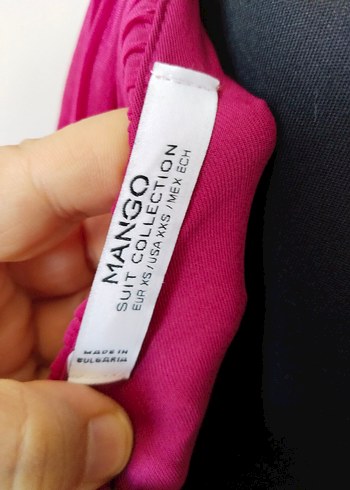 MANGO
SUIT COLLECTION
EUR XS / USA XXS / MEX ECH
MADE IN
BULGARIA